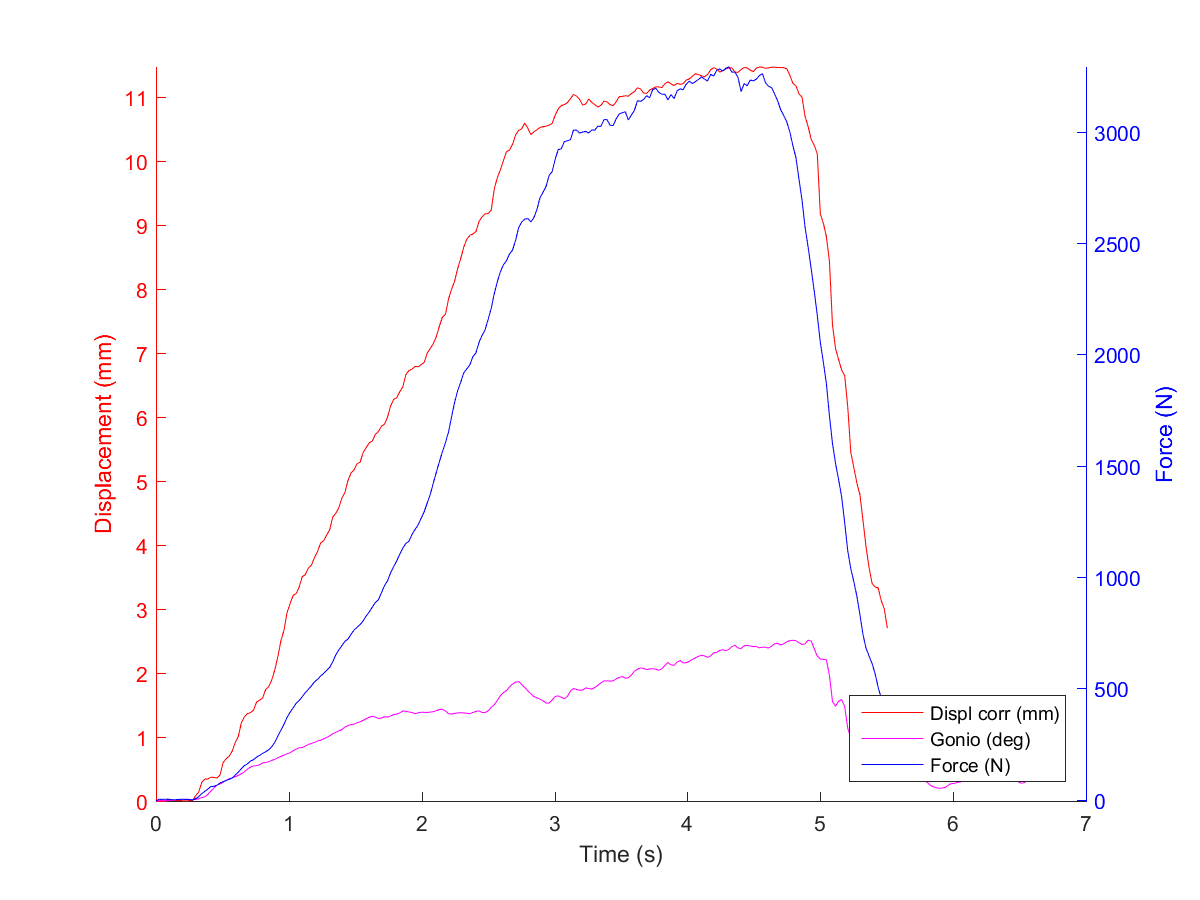 11
10
9
8
7
6
5
4
3
2
1
0
Displacement (mm)
3000
2500
2000
1500
1000
500
0
Force (N)
Displ corr (mm)
Gonio (deg)
Force (N)
0 1 2 3 4 5 6 7
Time (s)